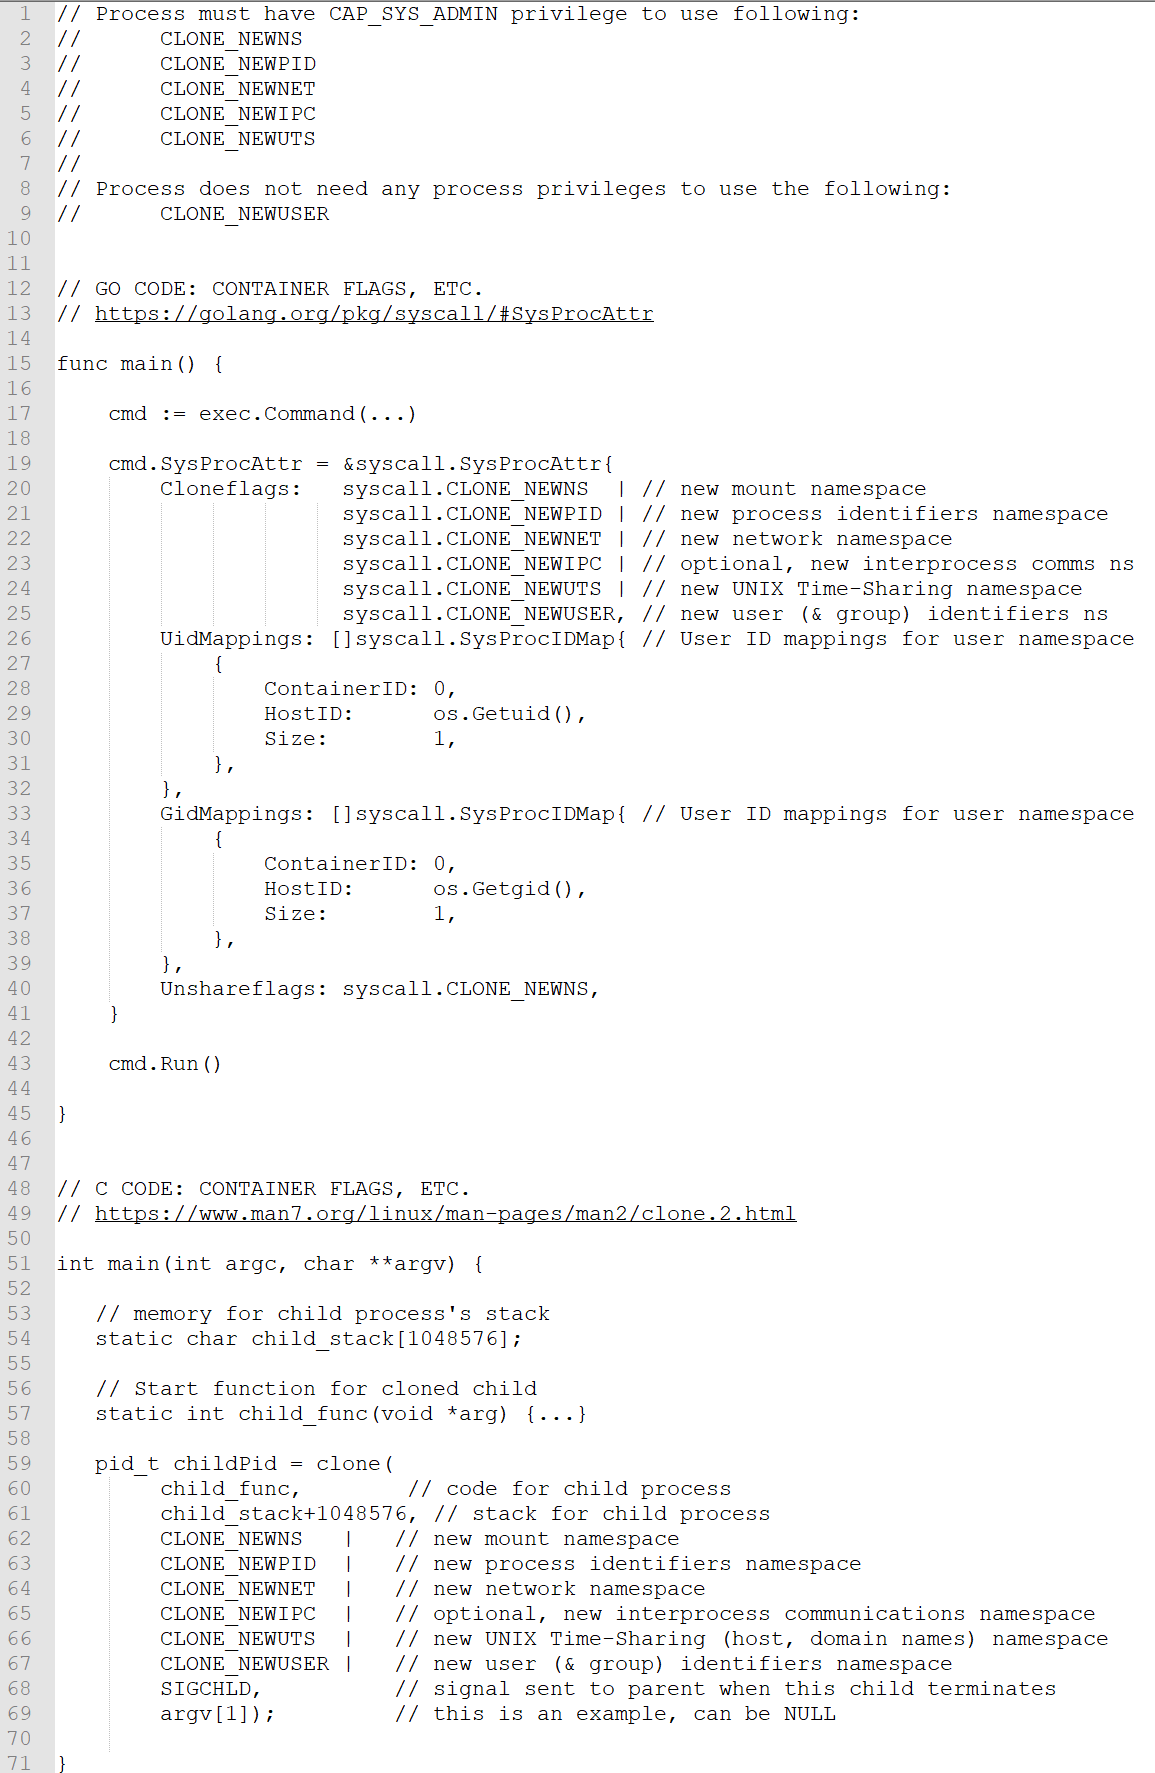 1 // Process must have CAP_SYS_ADMIN privilege to use following:
2 //      CLONE_NEWNS
3 //      CLONE_NEWPID
4 //      CLONE_NEWNET
5 //      CLONE_NEWIPC
6 //      CLONE_NEWUTS
7 //
8 // Process does not need any process privileges to use the following:
9 //      CLONE_NEWUSER
10
11
12 // GO CODE: CONTAINER FLAGS, ETC.
13 // https://golang.org/pkg/syscall/#SysProcAttr
14
15 func main() {
16
17     cmd := exec.Command(...)
18
19     cmd.SysProcAttr = &syscall.SysProcAttr{
20         Cloneflags:   syscall.CLONE_NEWNS  | // new mount namespace
21                       syscall.CLONE_NEWPID | // new process identifiers namespace
22                       syscall.CLONE_NEWNET | // new network namespace
23                       syscall.CLONE_NEWIPC | // optional, new interprocess comms ns
24                       syscall.CLONE_NEWUTS | // new UNIX Time-Sharing namespace
25                       syscall.CLONE_NEWUSER, // new user (& group) identifiers ns
26         UidMappings: []syscall.SysProcIDMap{ // User ID mappings for user namespace
27             {
28                 ContainerID: 0,
29                 HostID:      os.Getuid(),
30                 Size:        1,
31             },
32         },
33         GidMappings: []syscall.SysProcIDMap{ // User ID mappings for user namespace
34             {
35                 ContainerID: 0,
36                 HostID:      os.Getgid(),
37                 Size:        1,
38             },
39         },
40         Unshareflags: syscall.CLONE_NEWNS,
41     }
42
43     cmd.Run()
44
45 }
46
47
48 // C CODE: CONTAINER FLAGS, ETC.
49 // https://www.man7.org/linux/man-pages/man2/clone.2.html
50
51 int main(int argc, char **argv) {
52
53    // memory for child process's stack
54    static char child_stack[1048576];
55
56    // Start function for cloned child
57    static int child_func(void *arg) {...}
58
59    pid_t childPid = clone(
60         child_func,        // code for child process
61         child_stack+1048576, // stack for child process
62         CLONE_NEWNS   |   // new mount namespace
63         CLONE_NEWPID  |   // new process identifiers namespace
64         CLONE_NEWNET  |   // new network namespace
65         CLONE_NEWIPC  |   // optional, new interprocess communications namespace
66         CLONE_NEWUTS  |   // new UNIX Time-Sharing (host, domain names) namespace
67         CLONE_NEWUSER |   // new user (& group) identifiers namespace
68         SIGCHLD,          // signal sent to parent when this child terminates
69         argv[1]);         // this is an example, can be NULL
70
71 }